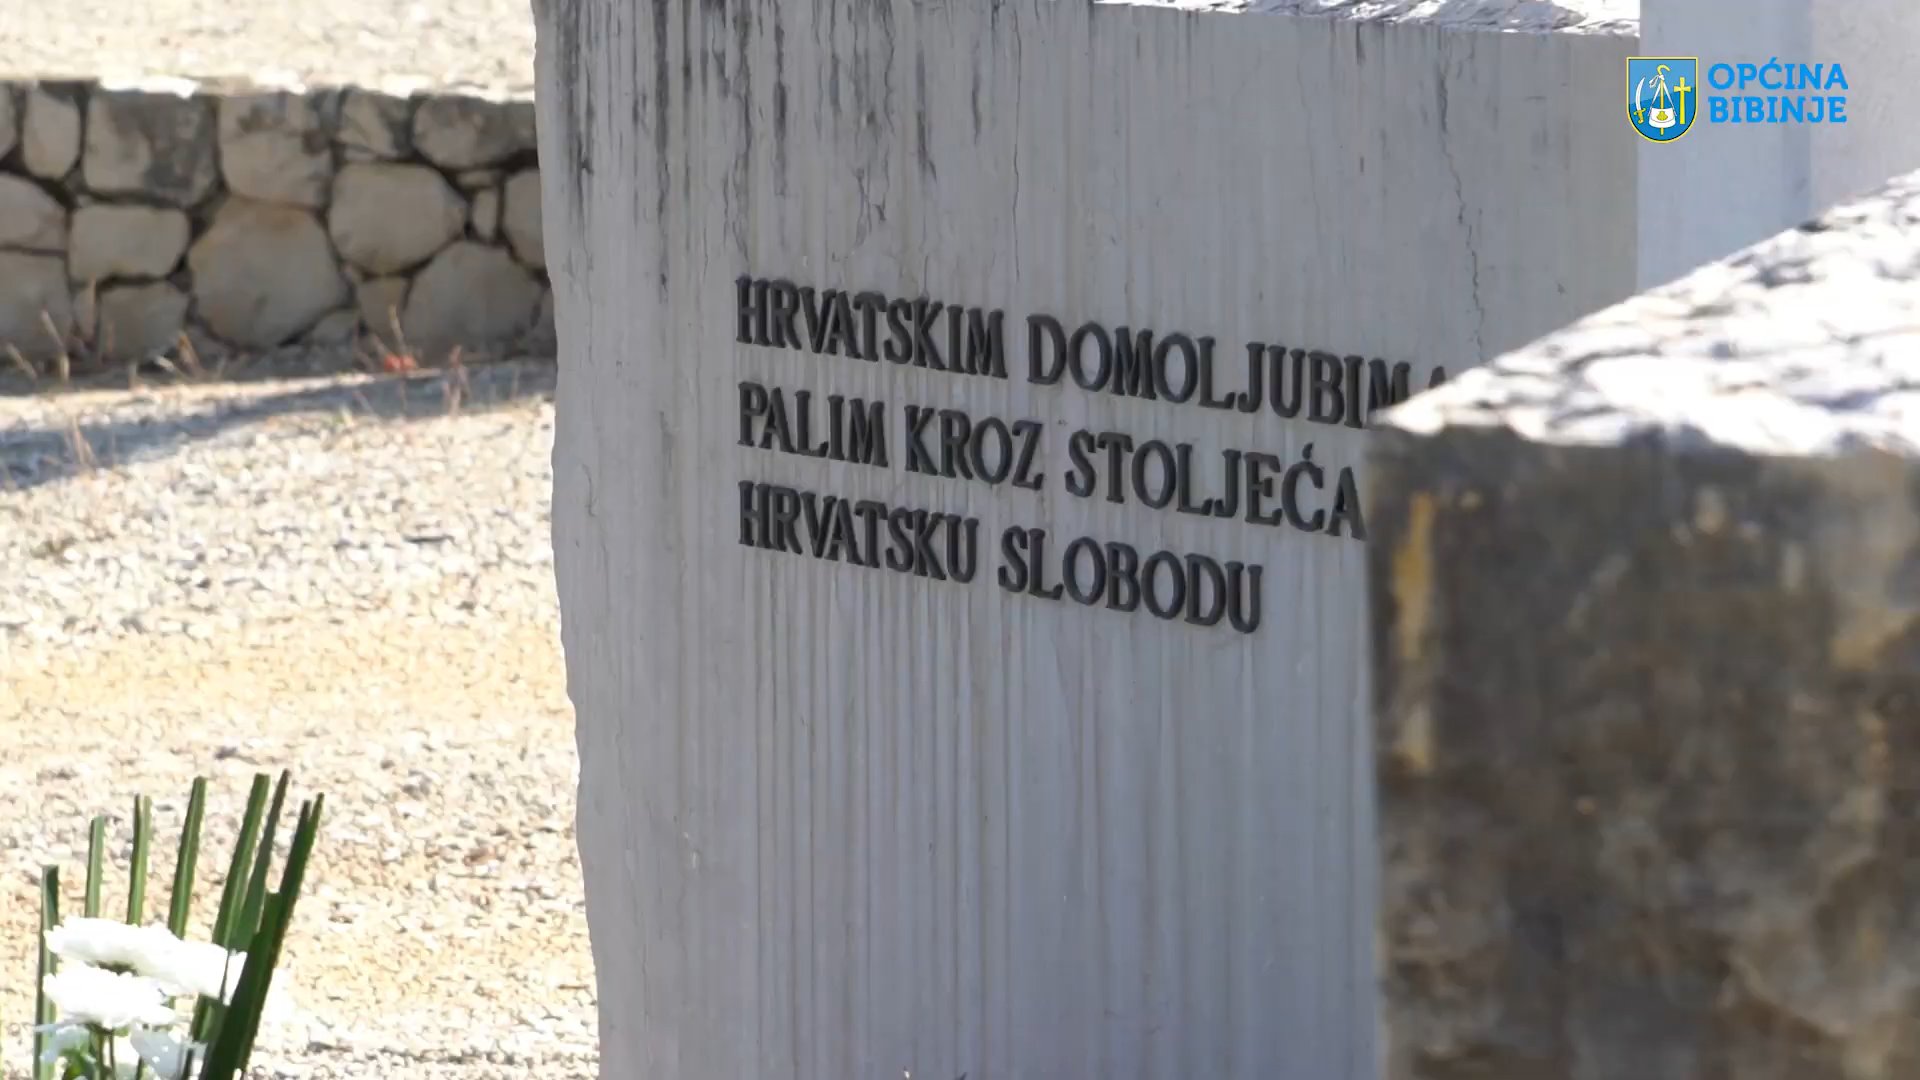 OPĆINA
BIBINJE
HRVATSKIM DOMOLJUBIMA
PALIM KROZ STOLJEĆA
HRVATSKU SLOBODU